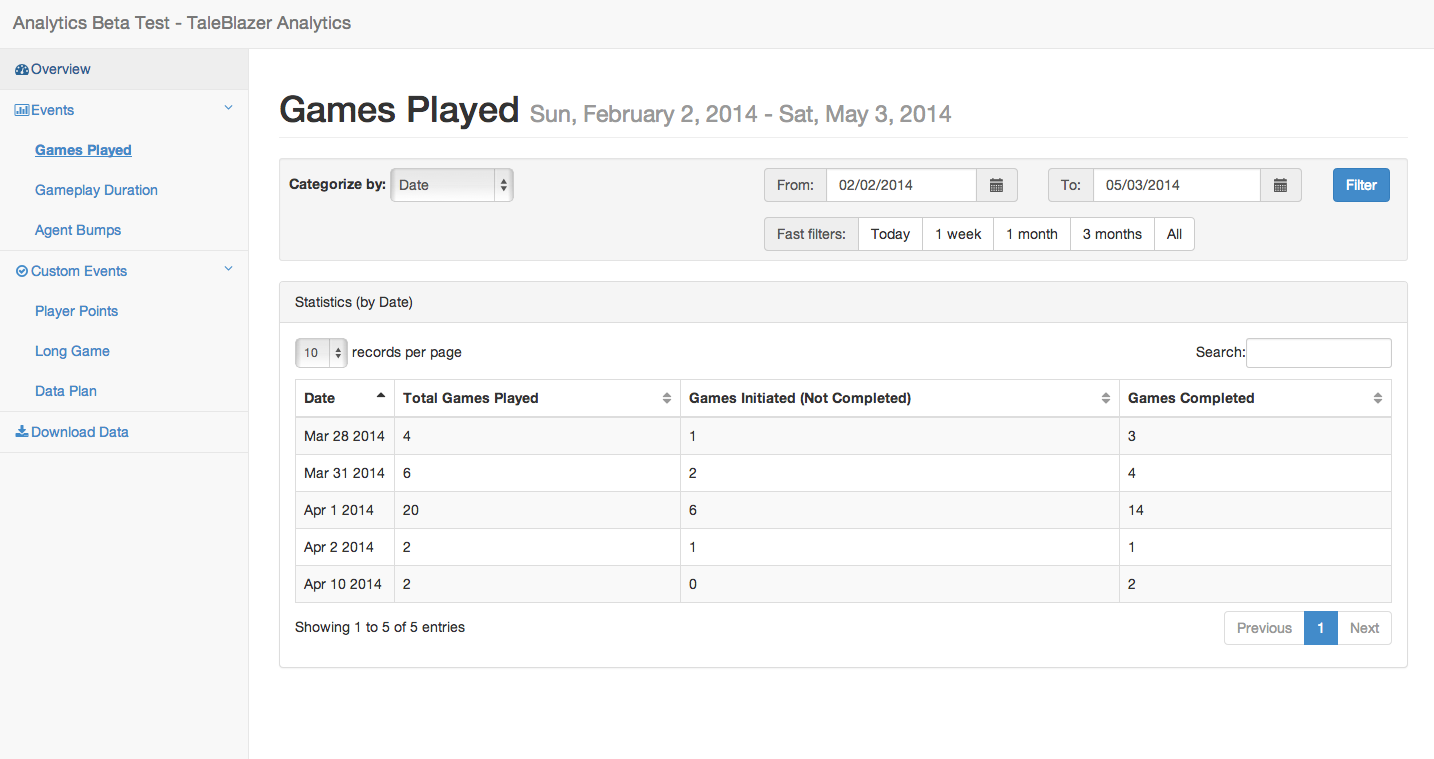 Analytics Beta Test - TaleBlazer Analytics
Overview
Events
Games Played
Gameplay Duration
Agent Bumps
Custom Events
Player Points
Long Game
Data Plan
Download Data
Games Played Sun, February 2, 2014 - Sat, May 3, 2014
Categorize by: Date From: 02/02/2014 To: 05/03/2014 Filter
Fast filters: Today 1 week 1 month 3 months All
Statistics (by Date)
10 records per page Search:
Date Total Games Played Games Initiated (Not Completed) Games Completed
Mar 28 2014 4 1 3
Mar 31 2014 6 2 4
Apr 1 2014 20 6 14
Apr 2 2014 2 1 1
Apr 10 2014 2 0 2
Showing 1 to 5 of 5 entries Previous 1 Next